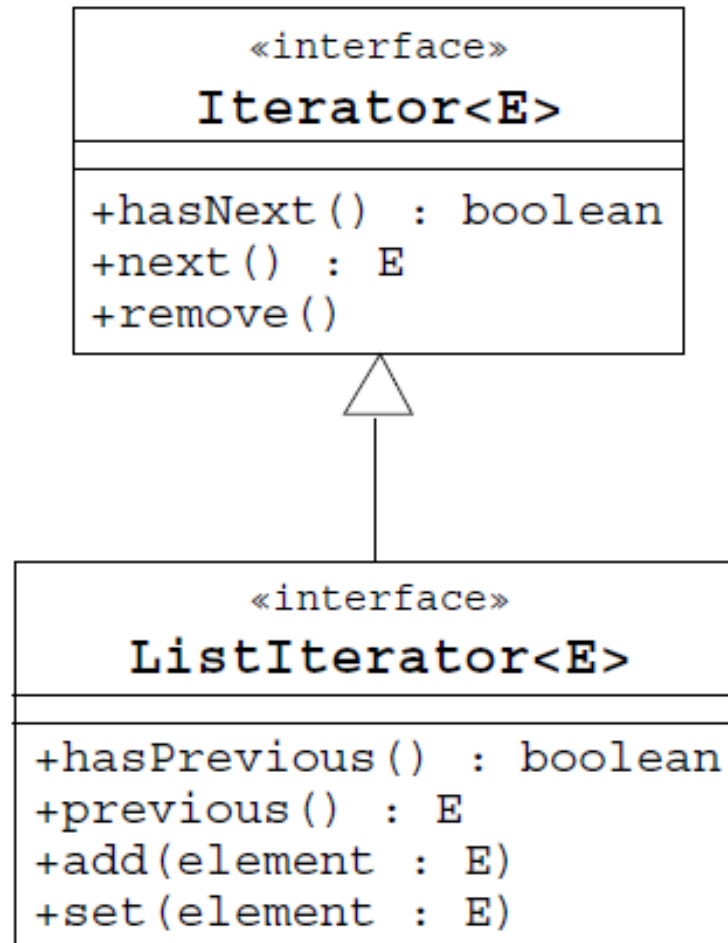 «interface»
Iterator<E>
+hasNext() : boolean
+next() : E
+remove()
«interface»
ListIterator<E>
+hasPrevious() : boolean
+previous() : E
+add(element : E)
+set(element : E)